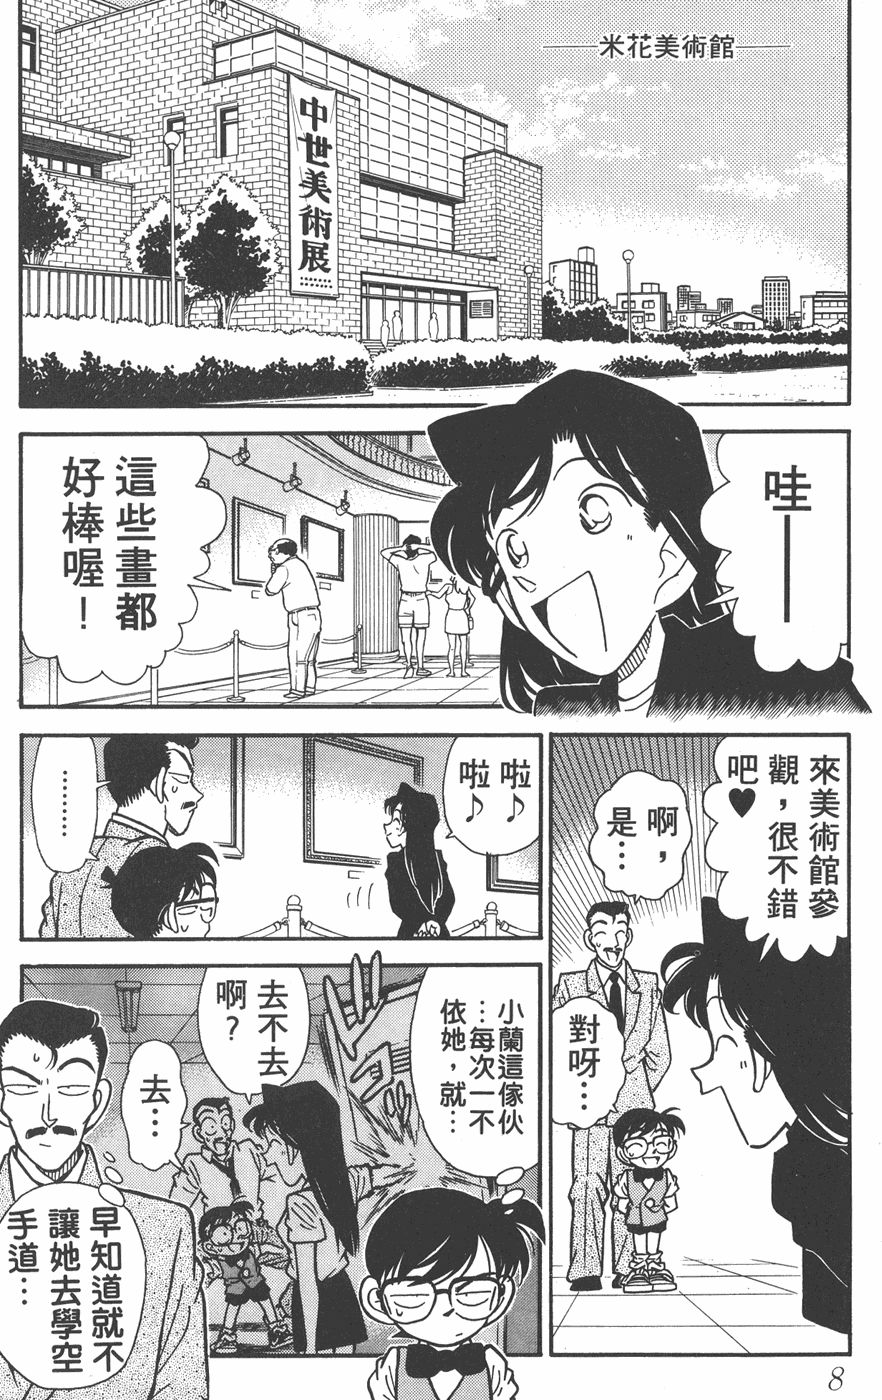 米花美術館
中世美術展
哇——
這些畫都
好棒喔！
來美術館參
觀，很不錯
吧♥
啊，
是…
對呀…
啦♪
啦♪
………
小蘭這傢伙
…每次一不
依她，就…
去不去
啊？
去…
早知道就不
讓她去學空
手道…
8